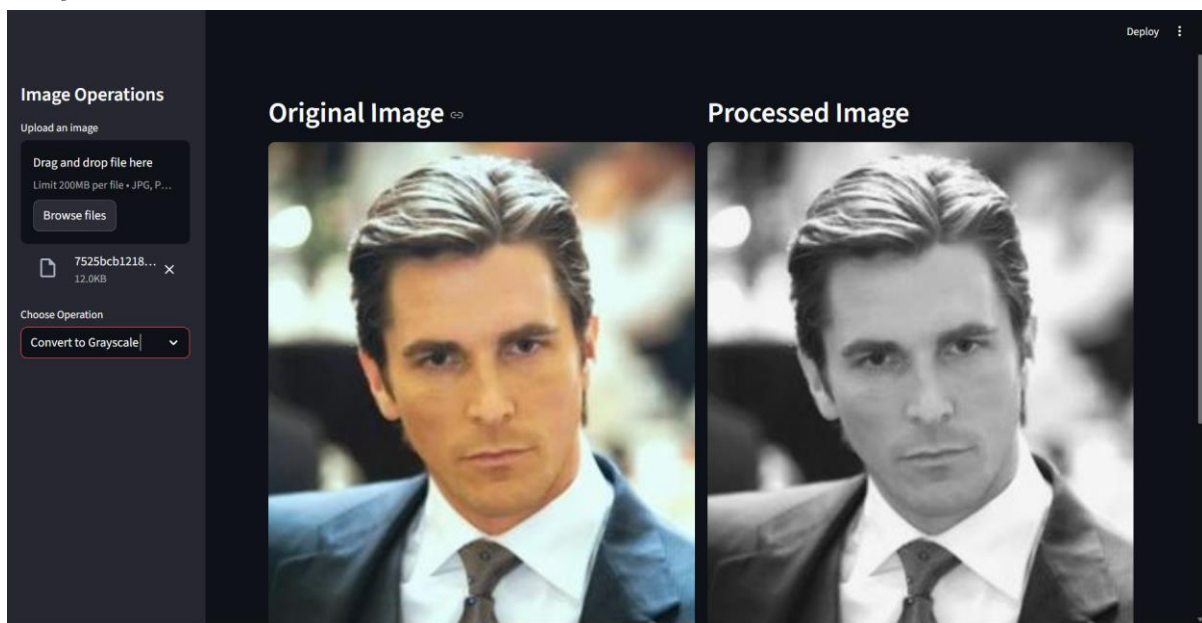 Deploy
Image Operations
Upload an image
Drag and drop file here
Limit 200MB per file • JPG, P...
Browse files
7525bcb1218...
12.0KB
Choose Operation
Convert to Grayscale
Original Image
Processed Image